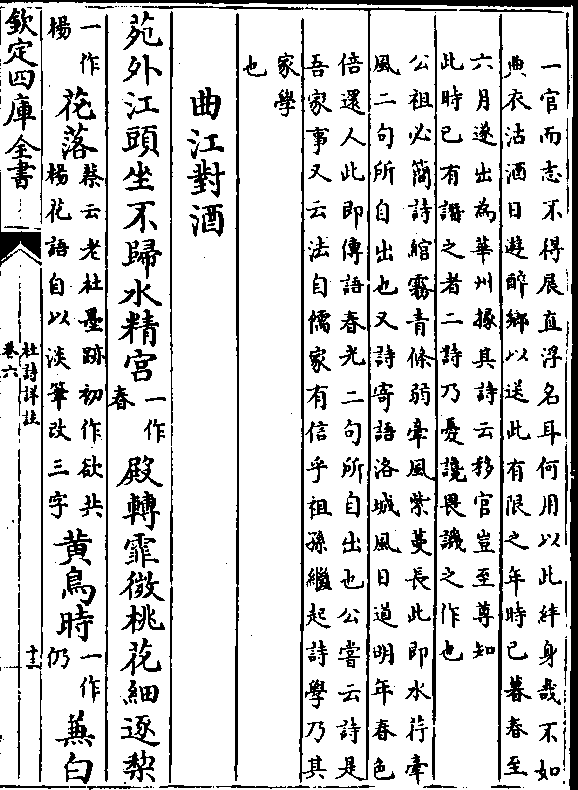 一官而志不得展直浮名耳何用以此絆身哉不如
典衣沽酒日遊醉鄉以送此有限之年時已暮春至
六月遂出為華州掾其詩云移官豈至尊知
此時已有譖之者二詩乃憂讒畏譏之作也
公祖必簡詩綰霧青條弱牽風紫蔓長此即水荇牽
風二句所自出也又詩寄語洛城風日道明年春色
倍還人此即傳語春光二句所自出也公嘗云詩是
吾家事又云法自儒家有信乎祖孫繼起詩學乃其
家學
也
曲江對酒
苑外江頭坐不歸水精宮一作春殿轉霏微桃花細逐梨
一作楊花落蔡云老杜墨跡初作欲共楊花語自以淡筆改三字黃鳥時一作仍蒹白
欽定四庫全書
杜詩詳註
卷六
十三